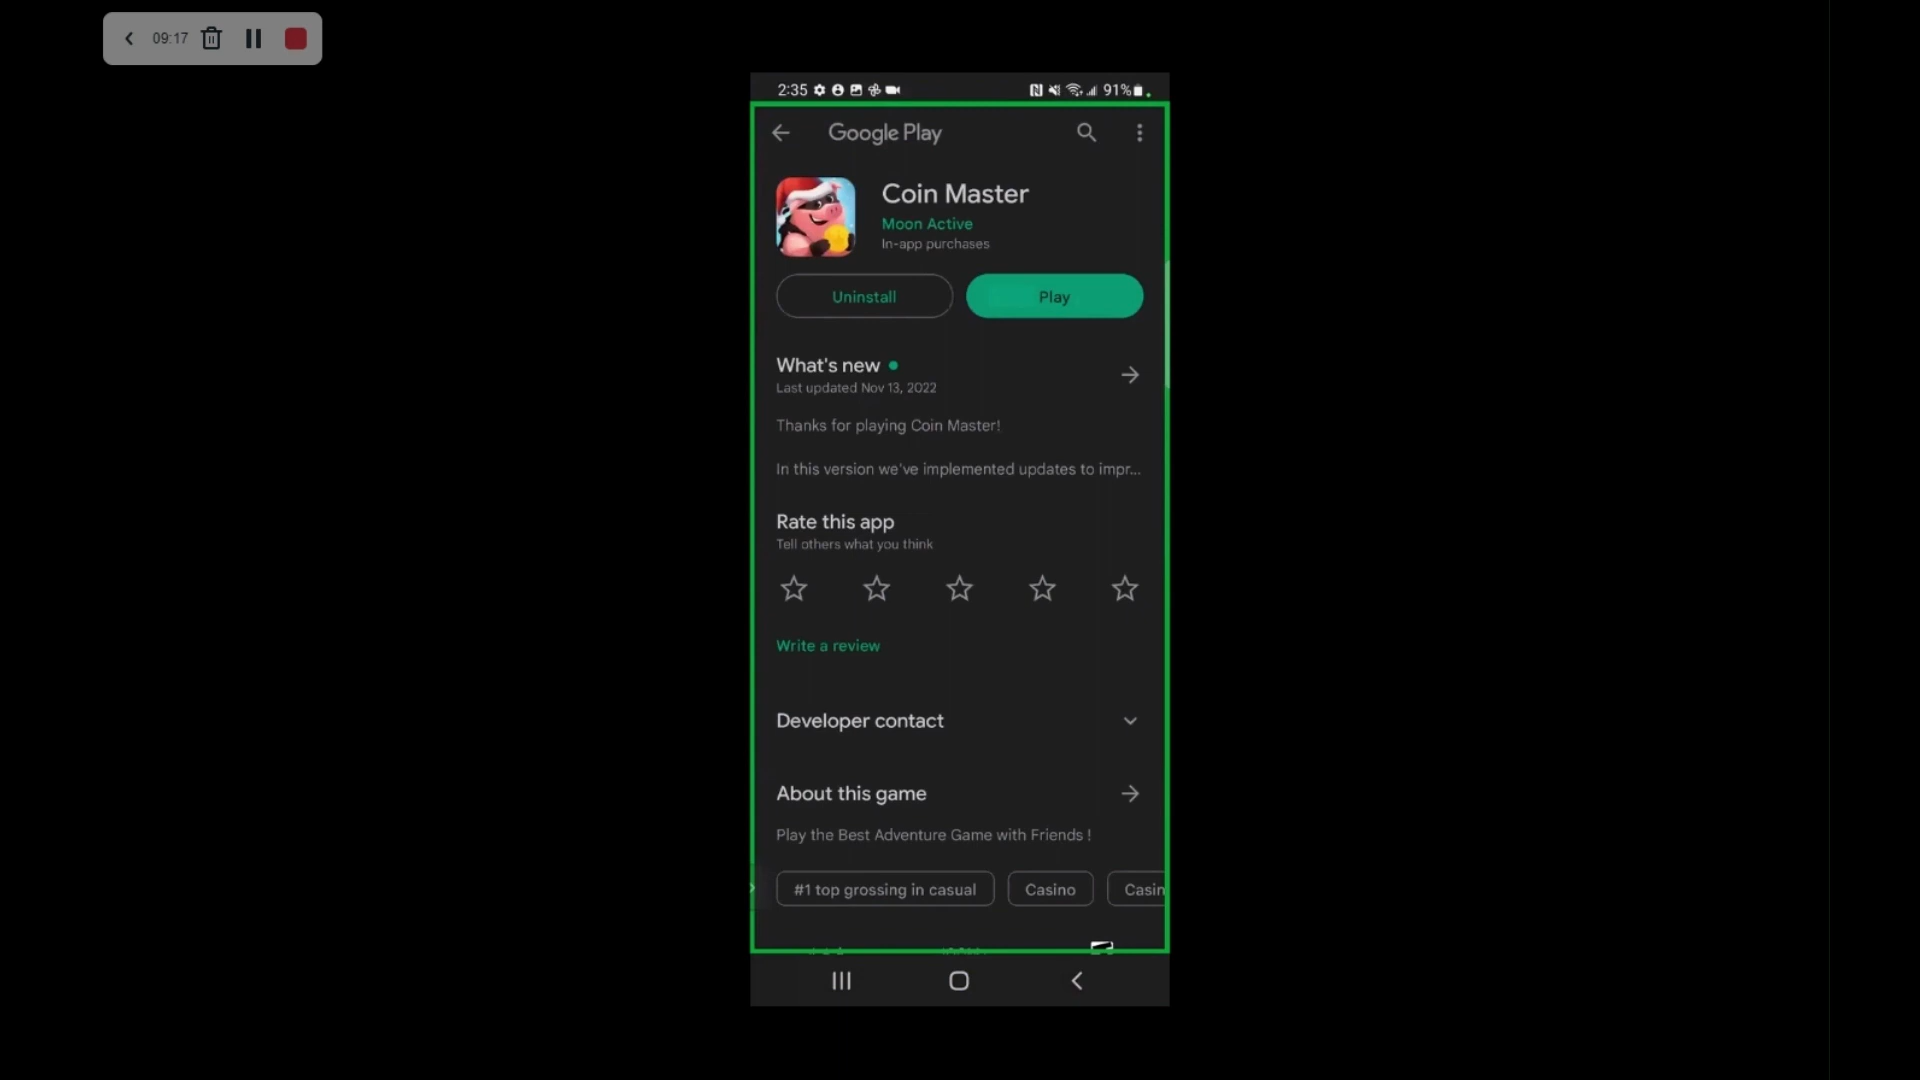 09:17
2:35
91%
Google Play
Coin Master
Moon Active
In-app purchases
Uninstall
Play
What's new
Last updated Nov 13, 2022
Thanks for playing Coin Master!
In this version we've implemented updates to impr...
Rate this app
Tell others what you think
Write a review
Developer contact
About this game
Play the Best Adventure Game with Friends !
#1 top grossing in casual
Casino
Casin